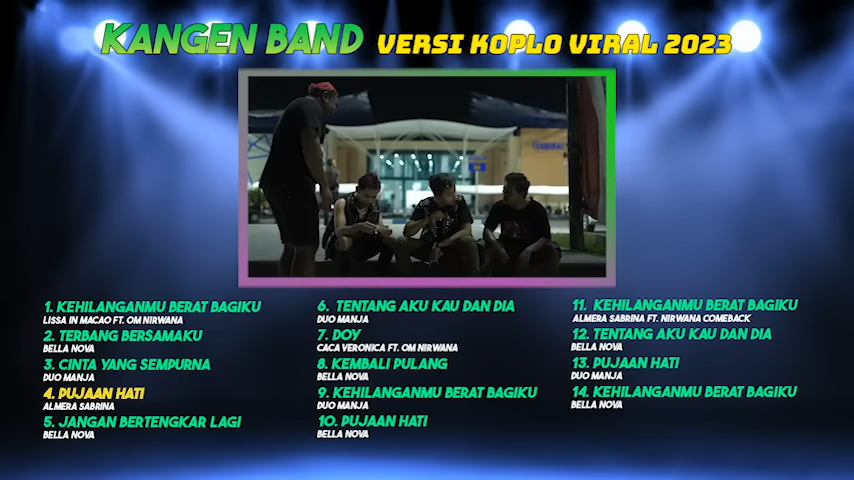 KANGEN BAND VERSI KOPLO VIRAL 2023
1. KEHILANGANMU BERAT BAGIKU
LISSA IN MACAO FT. OM NIRWANA
2. TERBANG BERSAMAKU
BELLA NOVA
3. CINTA YANG SEMPURNA
DUO MANJA
4. PUJAAN HATI
ALMERA SABRINA
5. JANGAN BERTENGKAR LAGI
BELLA NOVA
6. TENTANG AKU KAU DAN DIA
DUO MANJA
7. DOY
CACA VERONICA FT. OM NIRWANA
8. KEMBALI PULANG
BELLA NOVA
9. KEHILANGANMU BERAT BAGIKU
DUO MANJA
10. PUJAAN HATI
BELLA NOVA
11. KEHILANGANMU BERAT BAGIKU
ALMERA SABRINA FT. NIRWANA COMEBACK
12. TENTANG AKU KAU DAN DIA
BELLA NOVA
13. PUJAAN HATI
DUO MANJA
14. KEHILANGANMU BERAT BAGIKU
BELLA NOVA